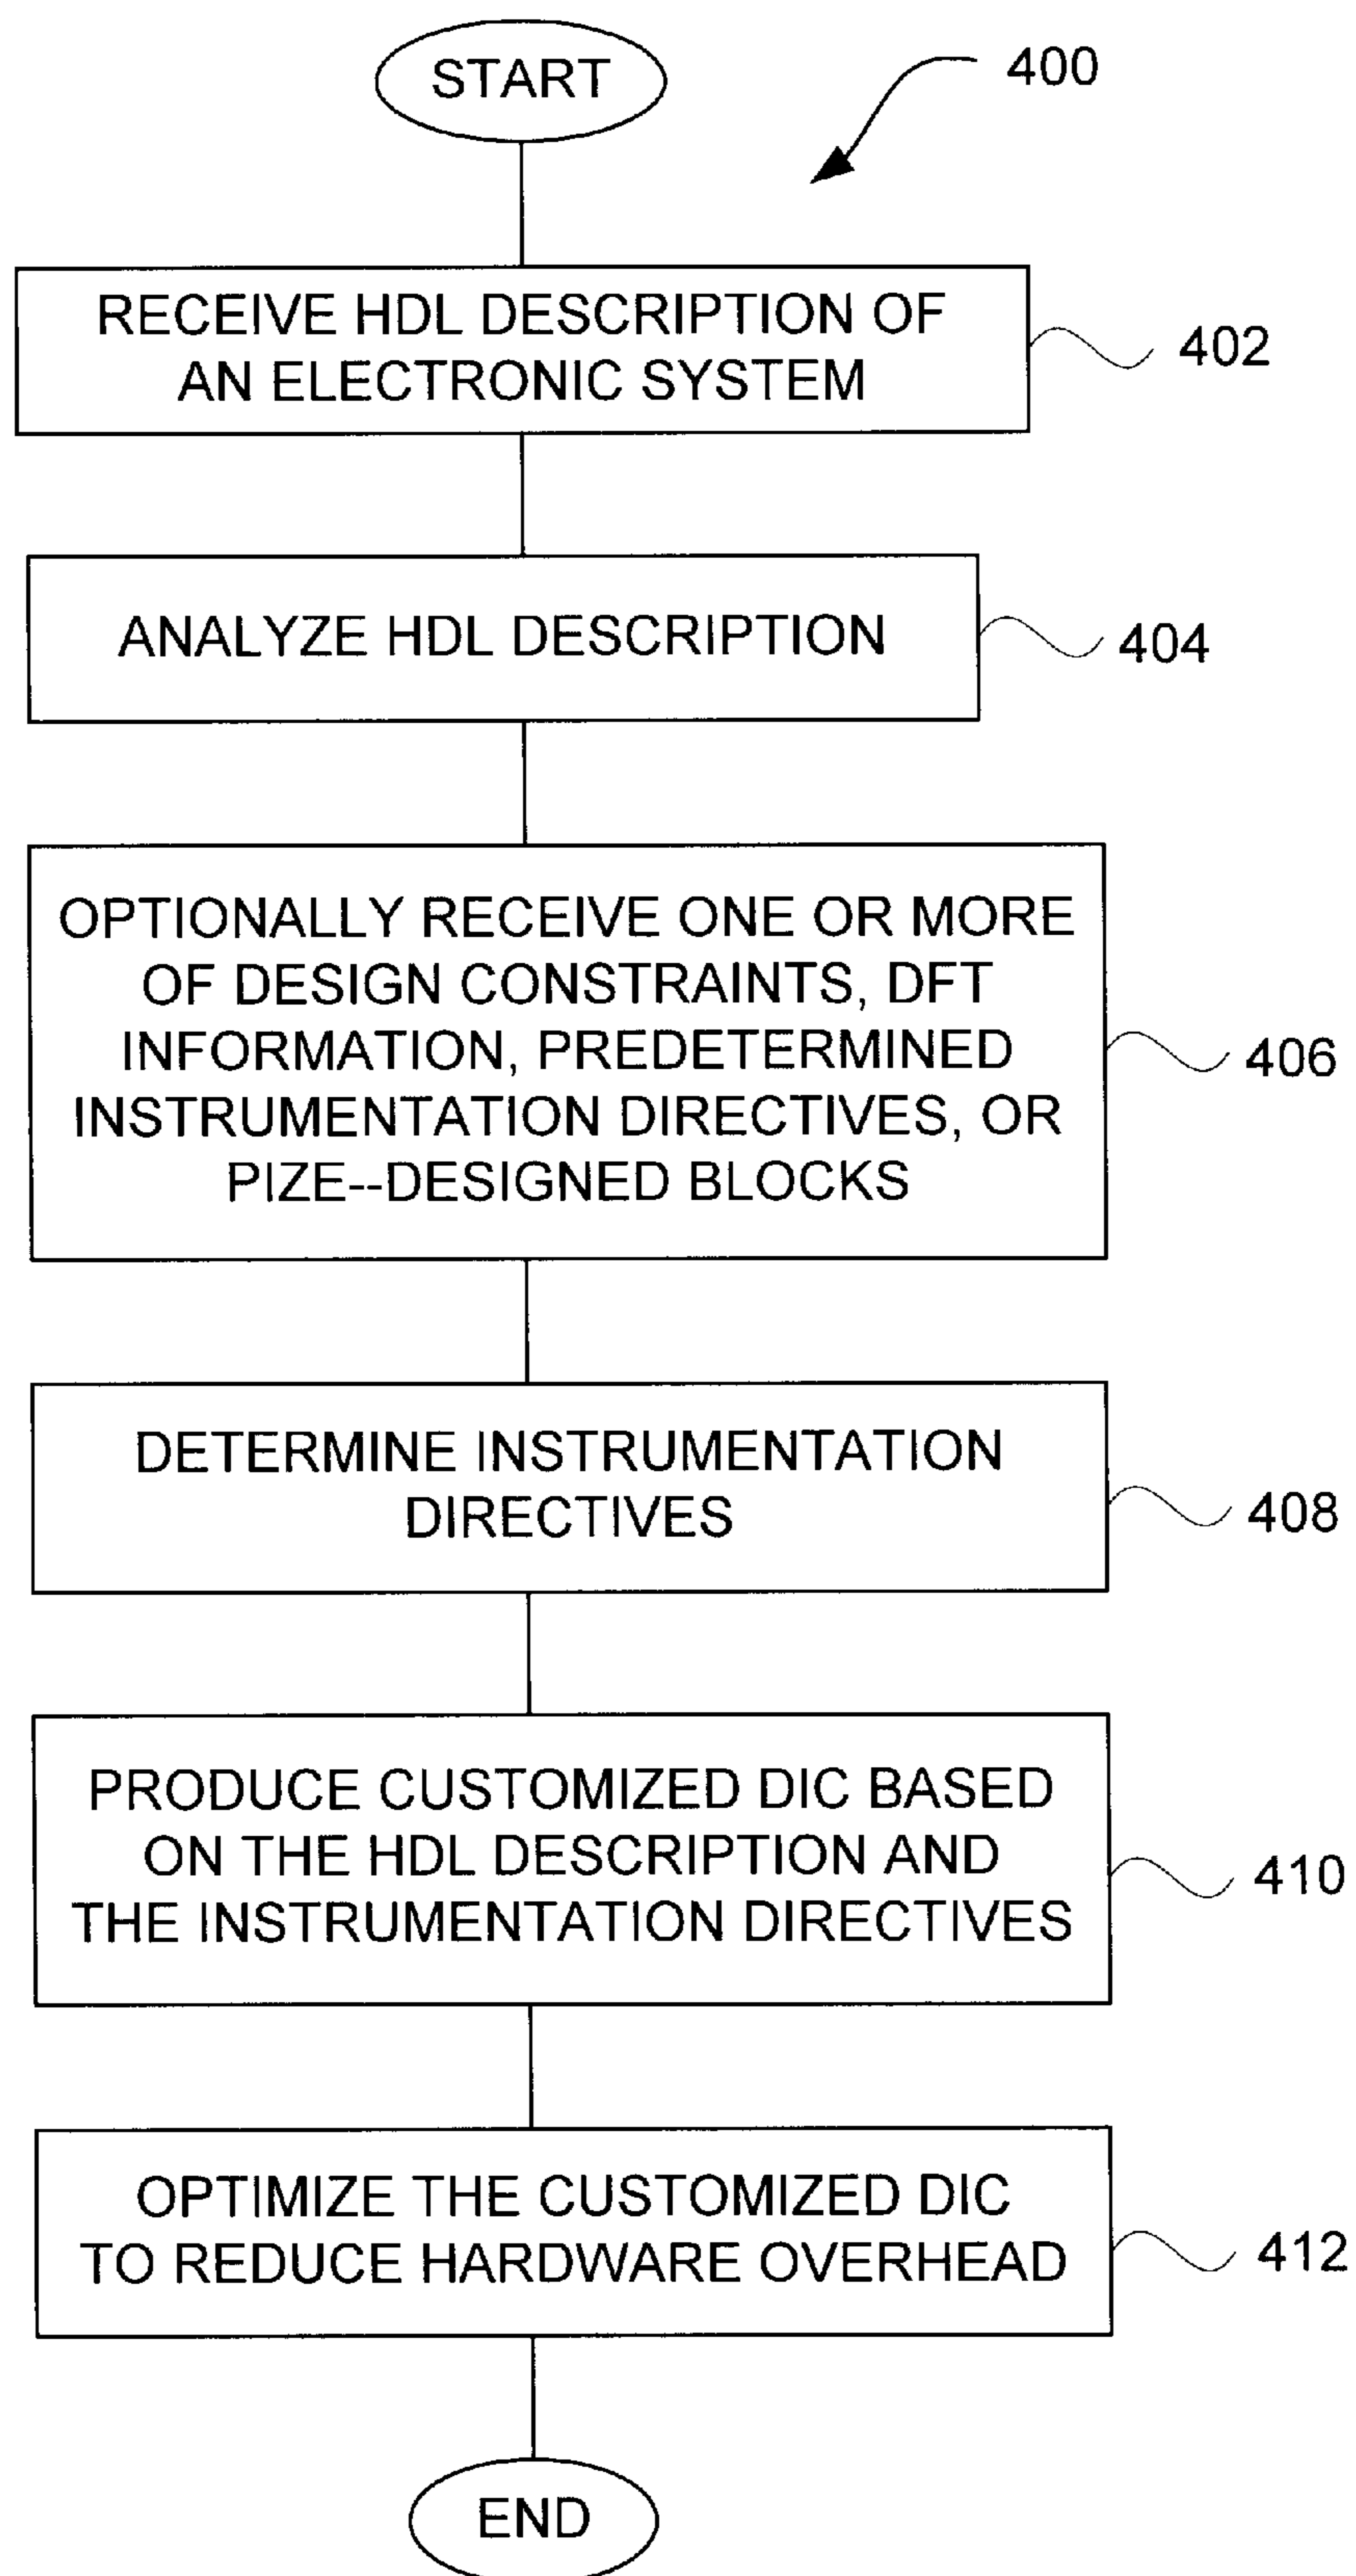 START
400
RECEIVE HDL DESCRIPTION OF
AN ELECTRONIC SYSTEM
402
ANALYZE HDL DESCRIPTION
404
OPTIONALLY RECEIVE ONE OR MORE
OF DESIGN CONSTRAINTS, DFT
INFORMATION, PREDETERMINED
INSTRUMENTATION DIRECTIVES, OR
PIZE--DESIGNED BLOCKS
406
DETERMINE INSTRUMENTATION
DIRECTIVES
408
PRODUCE CUSTOMIZED DIC BASED
ON THE HDL DESCRIPTION AND
THE INSTRUMENTATION DIRECTIVES
410
OPTIMIZE THE CUSTOMIZED DIC
TO REDUCE HARDWARE OVERHEAD
412
END